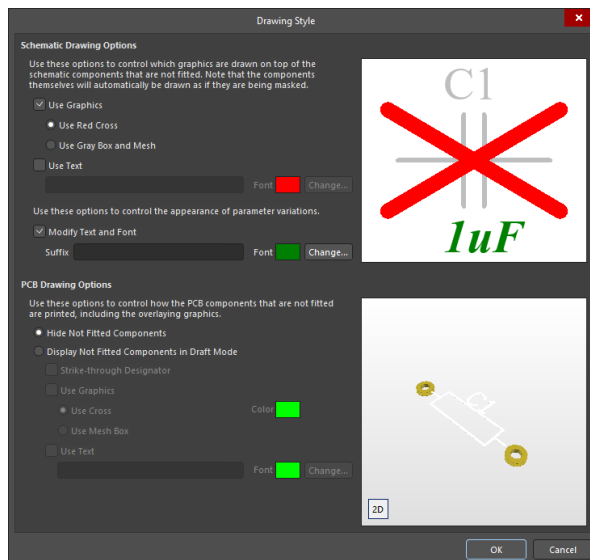 Drawing Style
Schematic Drawing Options
Use these options to control which graphics are drawn on top of the
schematic components that are not fitted. Note that the components
themselves will automatically be drawn as if they are being masked.
Use Graphics
Use Red Cross
Use Gray Box and Mesh
Use Text
Font Change...
Use these options to control the appearance of parameter variations.
Modify Text and Font
Suffix Font Change...
C1
1uF
PCB Drawing Options
Use these options to control how the PCB components that are not fitted
are printed, including the overlaying graphics.
Hide Not Fitted Components
Display Not Fitted Components in Draft Mode
Strike-through Designator
Use Graphics
Use Cross Color
Use Mesh Box
Use Text
Font Change...
C1
2D
OK Cancel